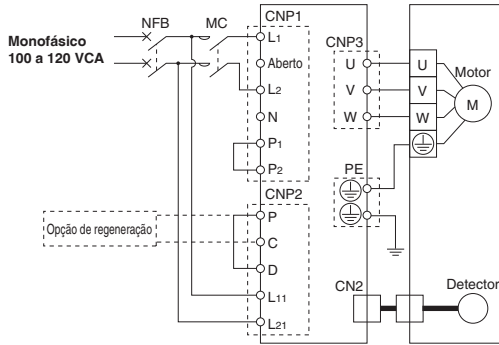 NFB
MC
CNP1
Monofásico
100 a 120 VCA
L1
Aberto
L2
N
P1
P2
CNP2
Opção de regeneração
P
C
D
L11
L21
CNP3
U
V
W
PE
CN2
U
V
W
Motor
M
Detector